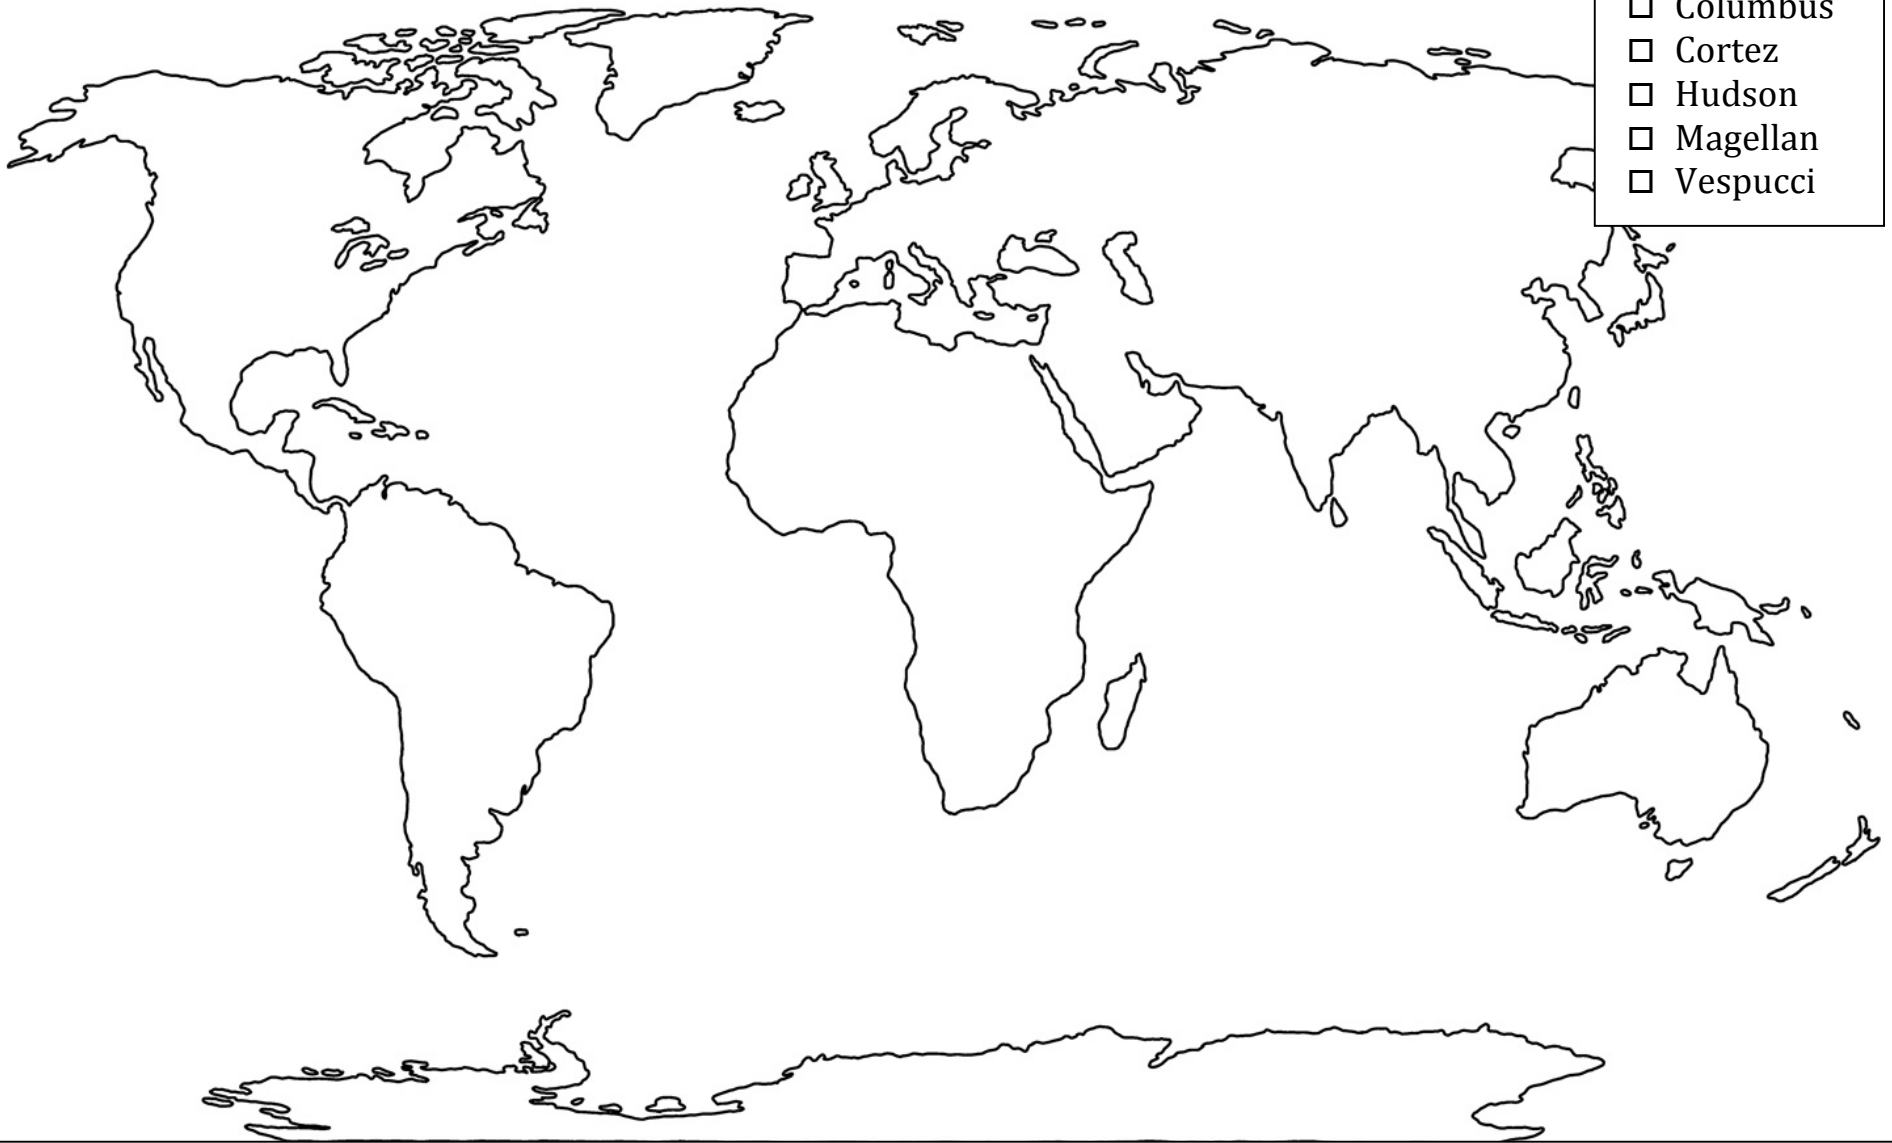 ☐ Columbus
☐ Cortez
☐ Hudson
☐ Magellan
☐ Vespucci